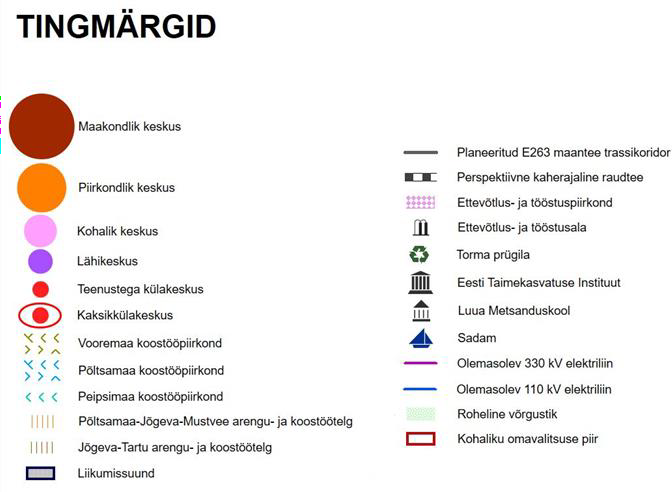 TINGMÄRGID
Maakondlik keskus
Piirkondlik keskus
Kohalik keskus
Lähikeskus
Teenustega külakeskus
Kaksikkülakeskus
Vooremaa koostööpiirkond
Põltsamaa koostööpiirkond
Peipsimaa koostööpiirkond
Põltsamaa-Jõgeva-Mustvee arengu- ja koostöötelg
Jõgeva-Tartu arengu- ja koostöötelg
Liikumissuund
Planeeritud E263 maantee trassikoridor
Perspektiivne kaherajaline raudtee
Ettevõtlus- ja tööstuspiirkond
Ettevõtlus- ja tööstusala
Torma prügila
Eesti Taimekasvatuse Instituut
Luua Metsanduskool
Sadam
Olemasolev 330 kV elektriliin
Olemasolev 110 kV elektriliin
Roheline võrgustik
Kohaliku omavalitsuse piir